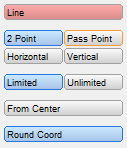 Line
2 Point Pass Point
Horizontal Vertical
Limited Unlimited
From Center
Round Coord